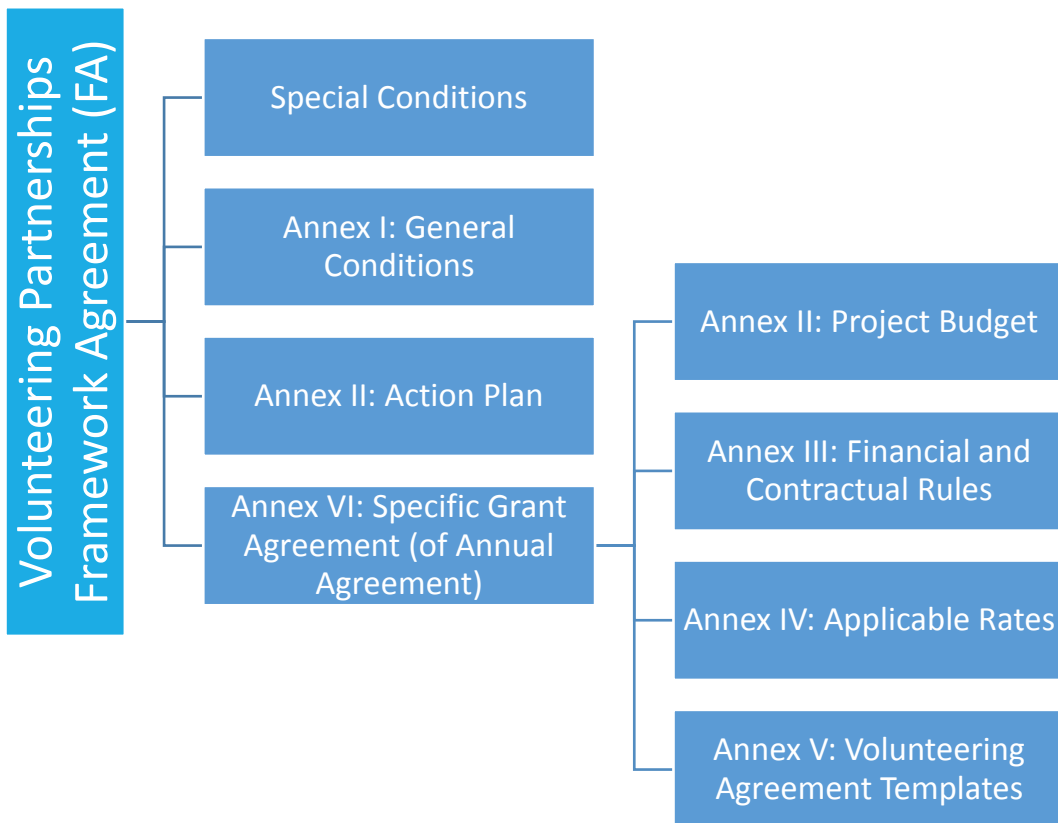 Volunteering Partnerships
Framework Agreement (FA)
Special Conditions
Annex I: General
Conditions
Annex II: Action Plan
Annex VI: Specific Grant
Agreement (of Annual
Agreement)
Annex II: Project Budget
Annex III: Financial and
Contractual Rules
Annex IV: Applicable Rates
Annex V: Volunteering
Agreement Templates